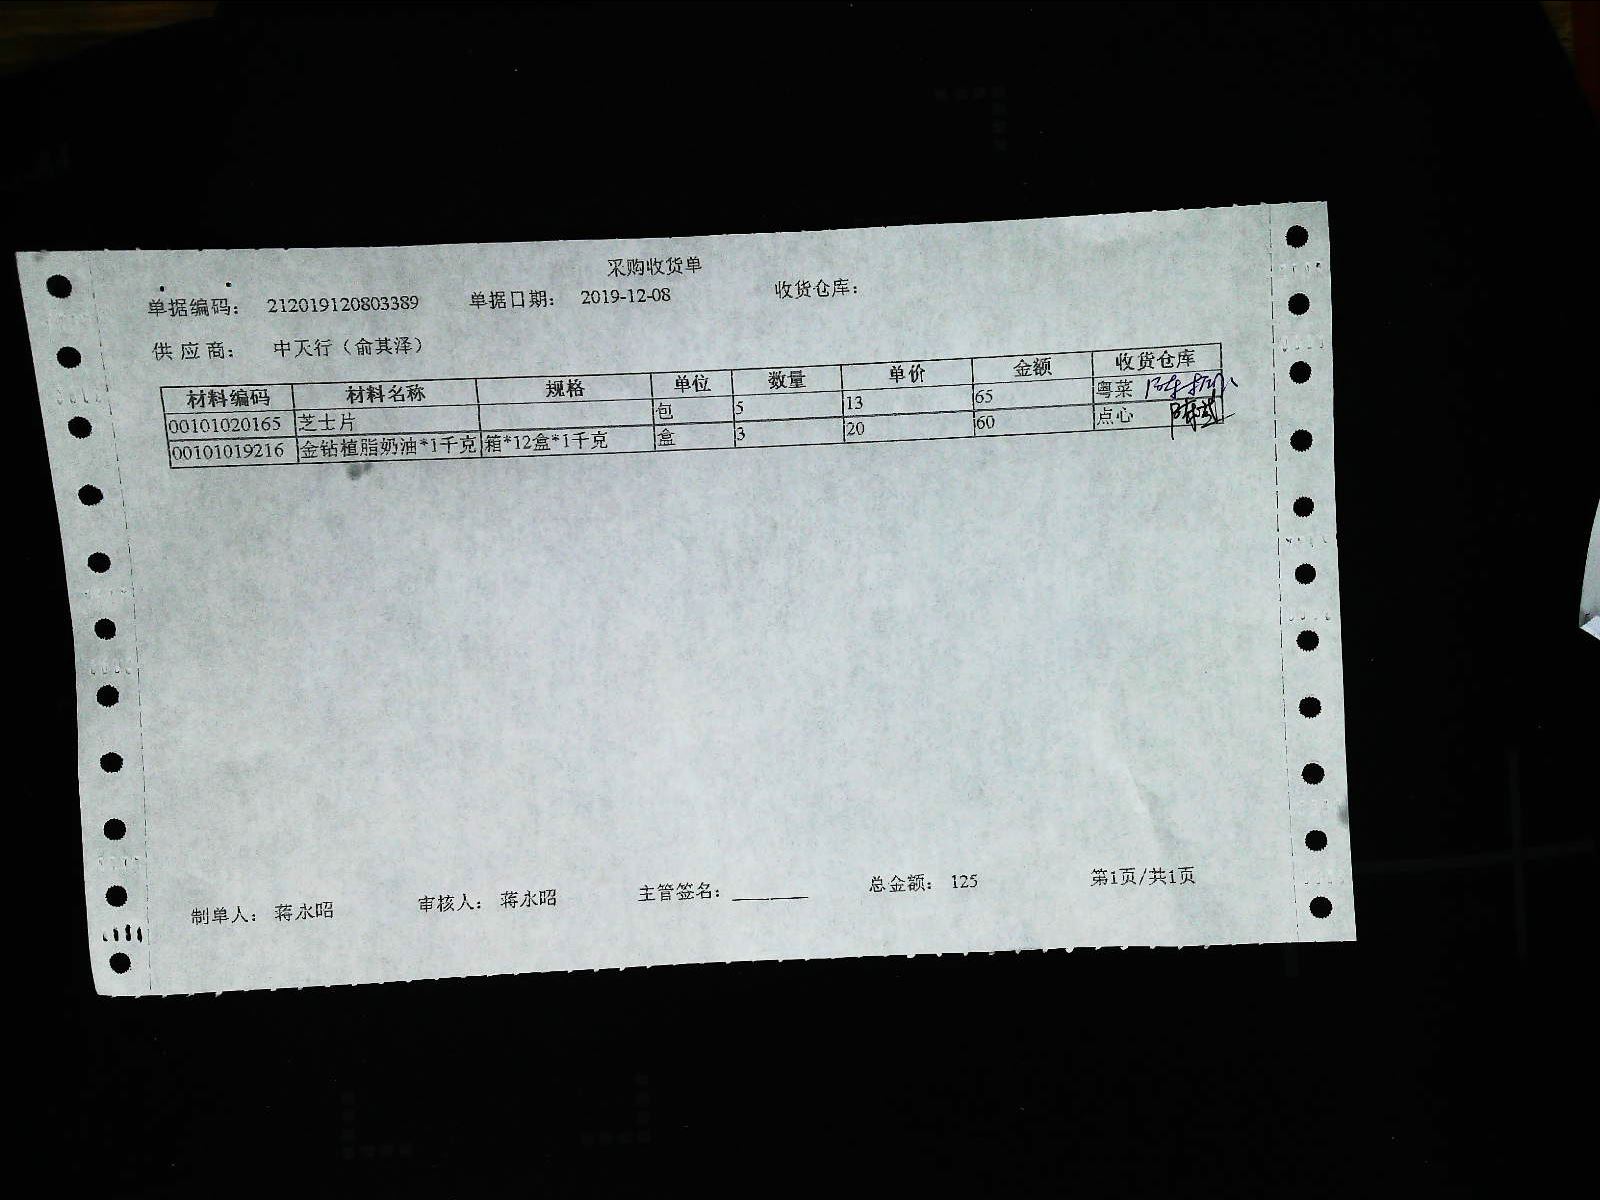 采购收货单
单据编码： 212019120803389 单据日期： 2019-12-08 收货仓库：
供应商： 中天行（俞其泽）
材料编码 材料名称 规格 单位 数量 单价 金额 收货仓库
00101020165 芝士片 包 5 13 65 粤菜
00101019216 金钻植脂奶油*1千克 箱*12盒*1千克 盒 3 20 60 点心
制单人： 蒋永昭 审核人： 蒋永昭 主管签名： 总金额： 125 第1页/共1页